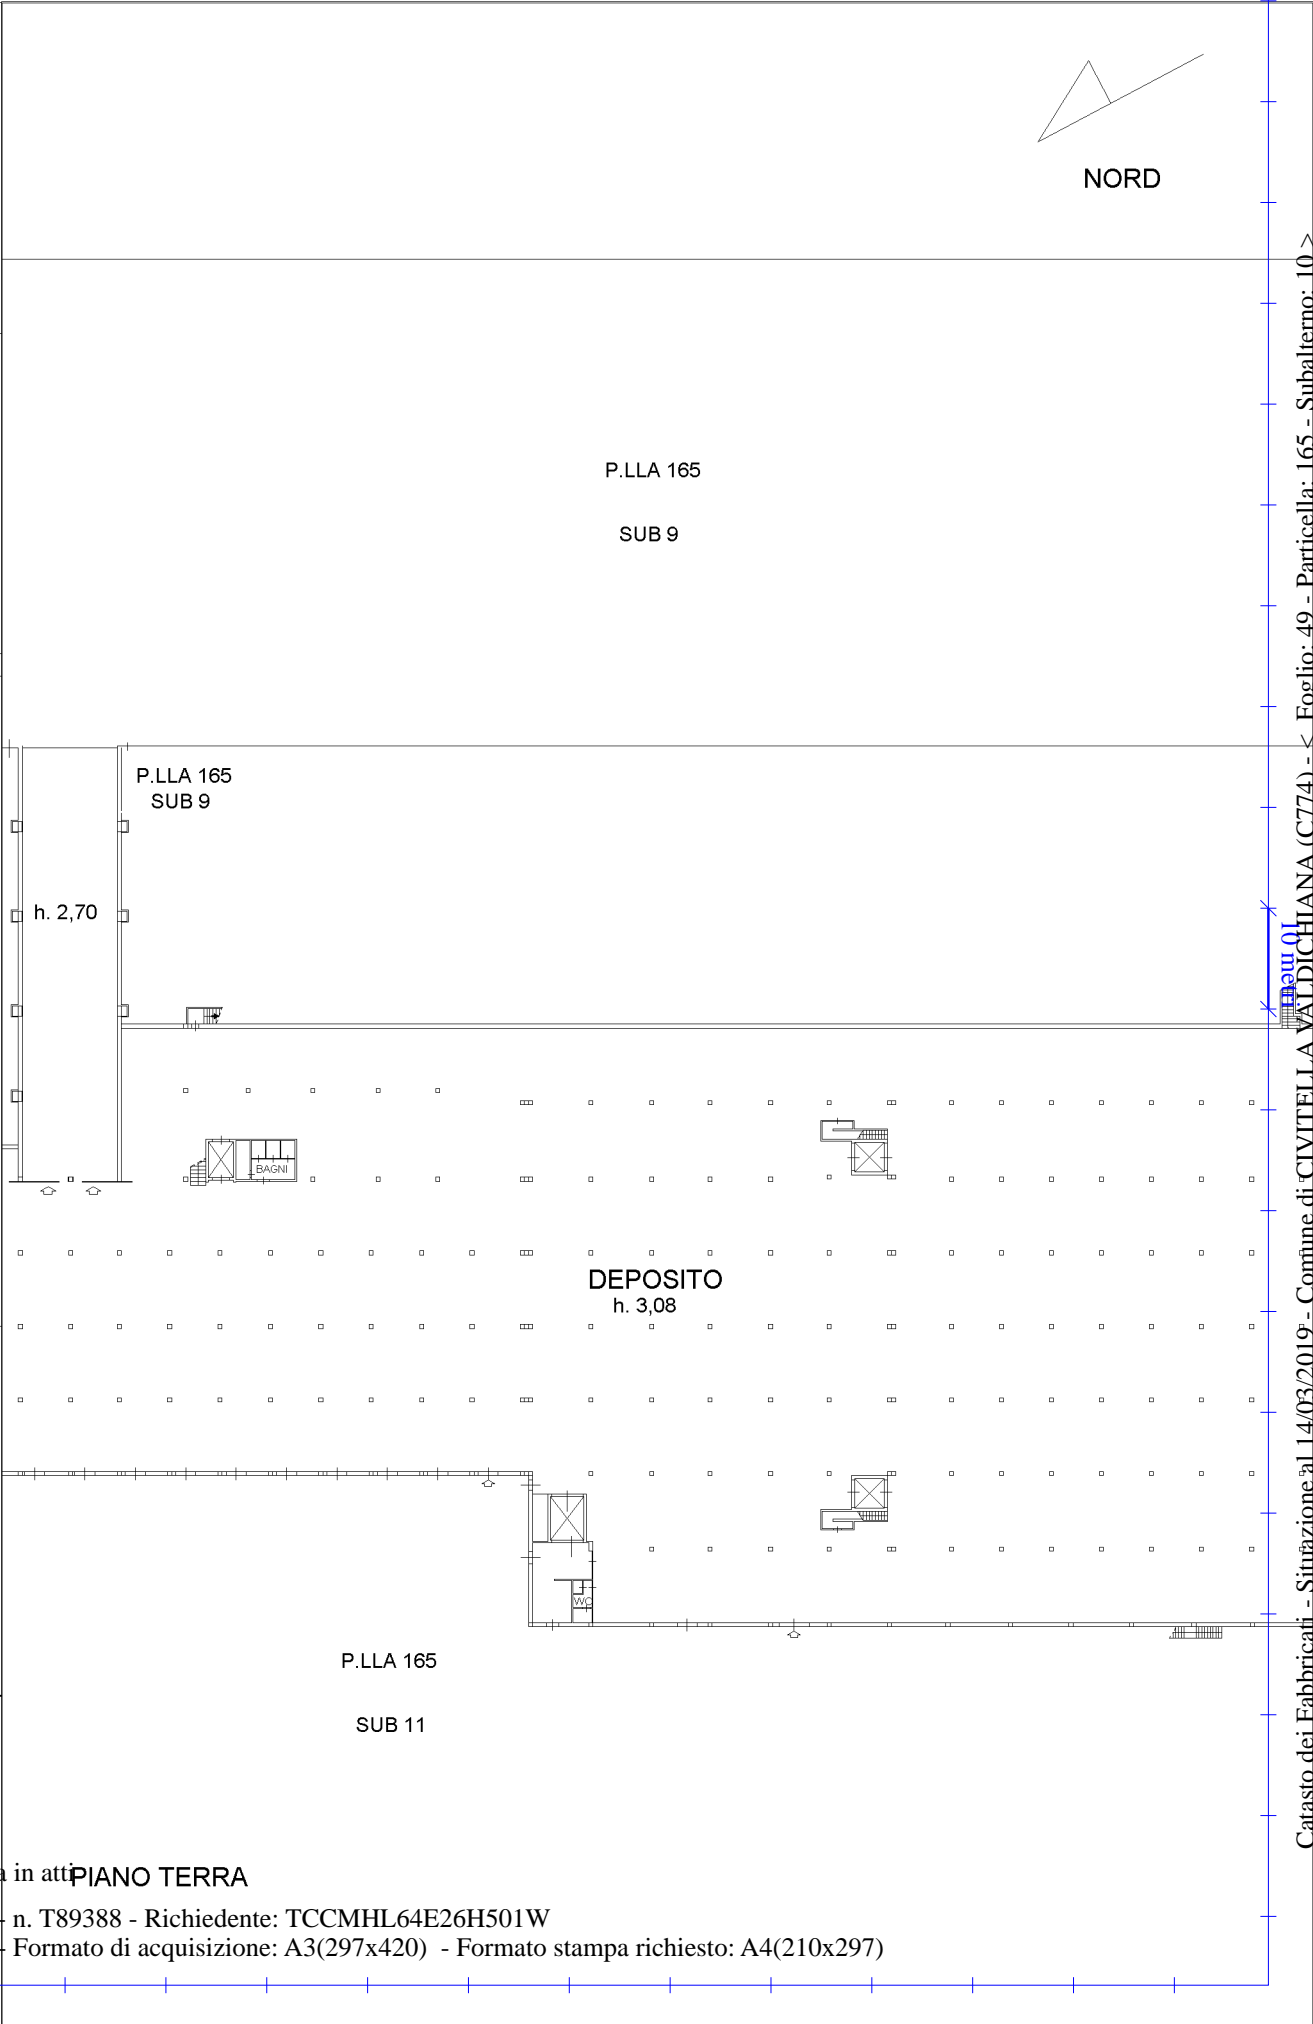 NORD
P.LLA 165
SUB 9
P.LLA 165
SUB 9
h. 2,70
10 metri
BAGNI
DEPOSITO
h. 3,08
WC
P.LLA 165
SUB 11
a in atti
PIANO TERRA
- n. T89388 - Richiedente: TCCMHL64E26H501W
- Formato di acquisizione: A3(297x420) - Formato stampa richiesto: A4(210x297)
Catasto dei Fabbricati - Situazione al 14/03/2019 - Comune di CIVITELLA VALDICHIANA (C774) - < Foglio: 49 - Particella: 165 - Subalterno: 10 >